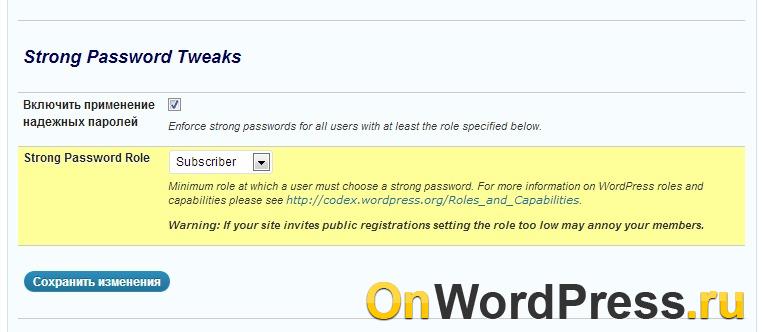 Strong Password Tweaks
Включить применение
надежных паролей
Enforce strong passwords for all users with at least the role specified below.
Strong Password Role
Subscriber
Minimum role at which a user must choose a strong password. For more information on WordPress roles and
capabilities please see http://codex.wordpress.org/Roles_and_Capabilities.
Warning: If your site invites public registrations setting the role too low may annoy your members.
Сохранить изменения
OnWordPress.ru